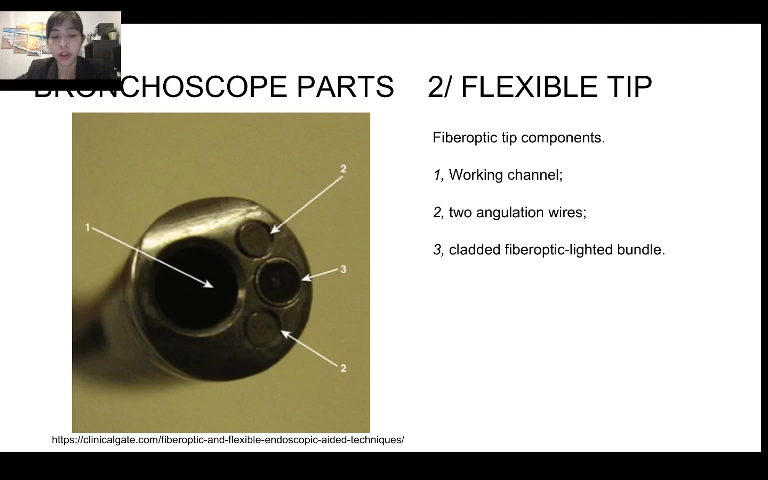 BRONCHOSCOPE PARTS 2/ FLEXIBLE TIP
Fiberoptic tip components.
1, Working channel;
2, two angulation wires;
3, cladded fiberoptic-lighted bundle.
2
1
3
2
https://clinicalgate.com/fiberoptic-and-flexible-endoscopic-aided-techniques/